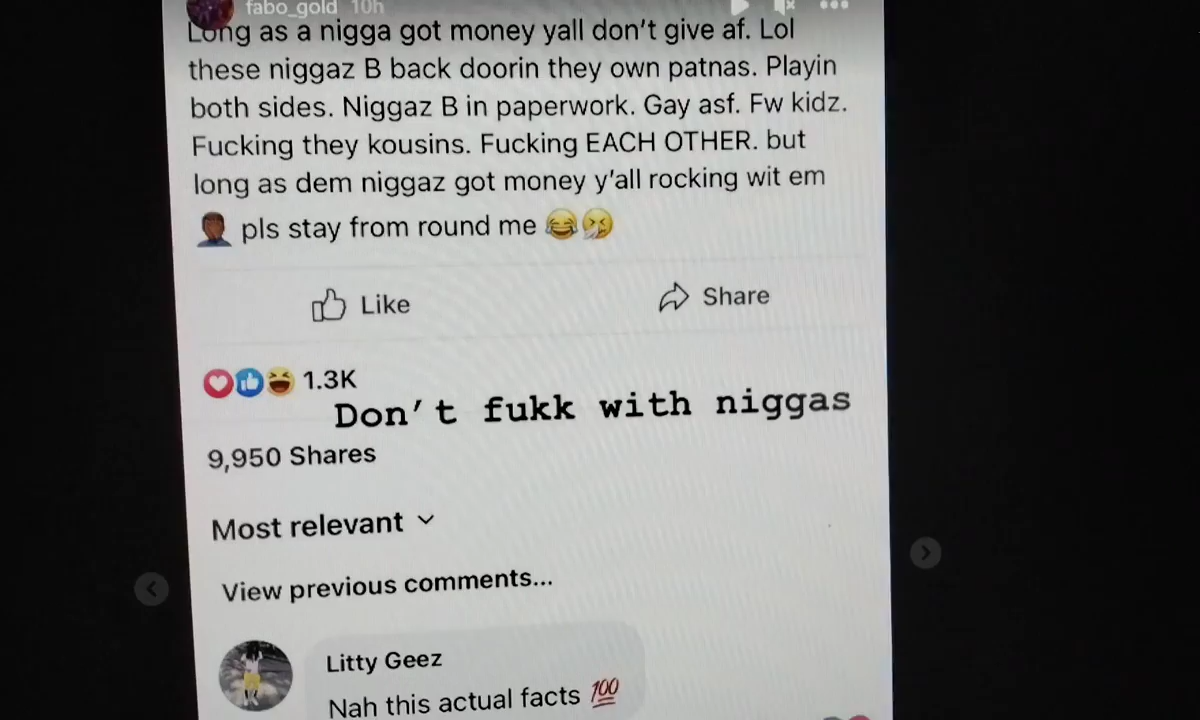 fabo_gold 10h
Long as a nigga got money yall don't give af. Lol
these niggaz B back doorin they own patnas. Playin
both sides. Niggaz B in paperwork. Gay asf. Fw kidz.
Fucking they kousins. Fucking EACH OTHER. but
long as dem niggaz got money y'all rocking wit em
🤦🏾‍♂️ pls stay from round me 😂🤧
Like
Share
1.3K
Don't fukk with niggas
9,950 Shares
Most relevant
View previous comments...
Litty Geez
Nah this actual facts 💯